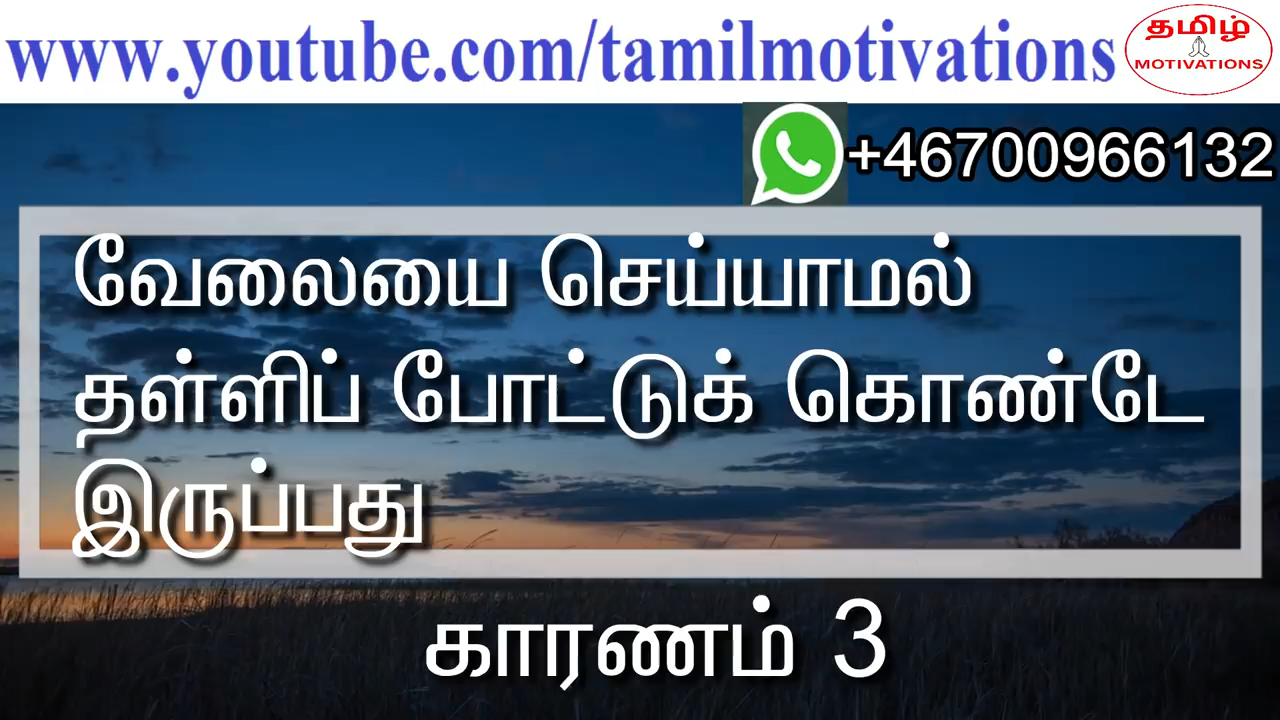 www.youtube.com/tamilmotivations
தமிழ்
MOTIVATIONS
+46700966132
வேலையை செய்யாமல்
தள்ளிப் போட்டுக் கொண்டே
இருப்பது
காரணம் 3